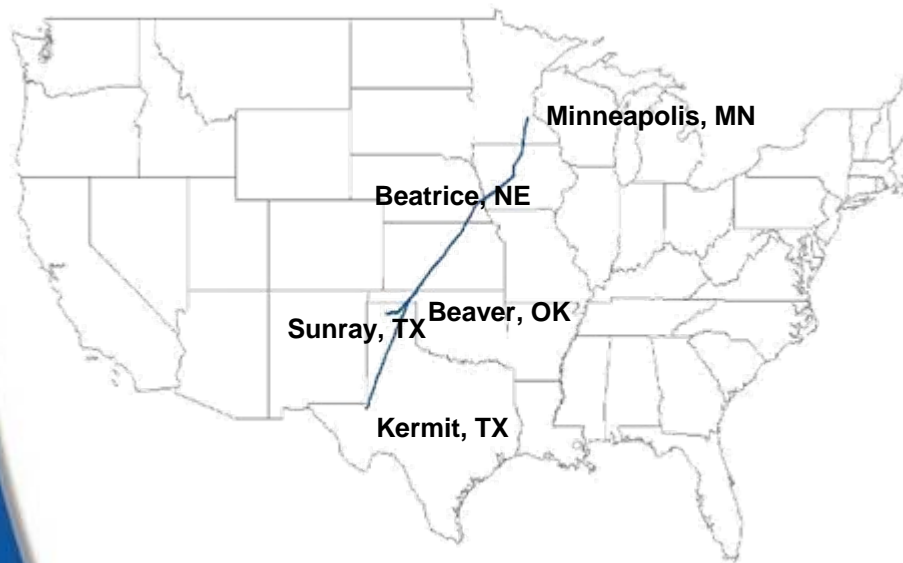 Minneapolis, MN
Beatrice, NE
Beaver, OK
Sunray, TX
Kermit, TX